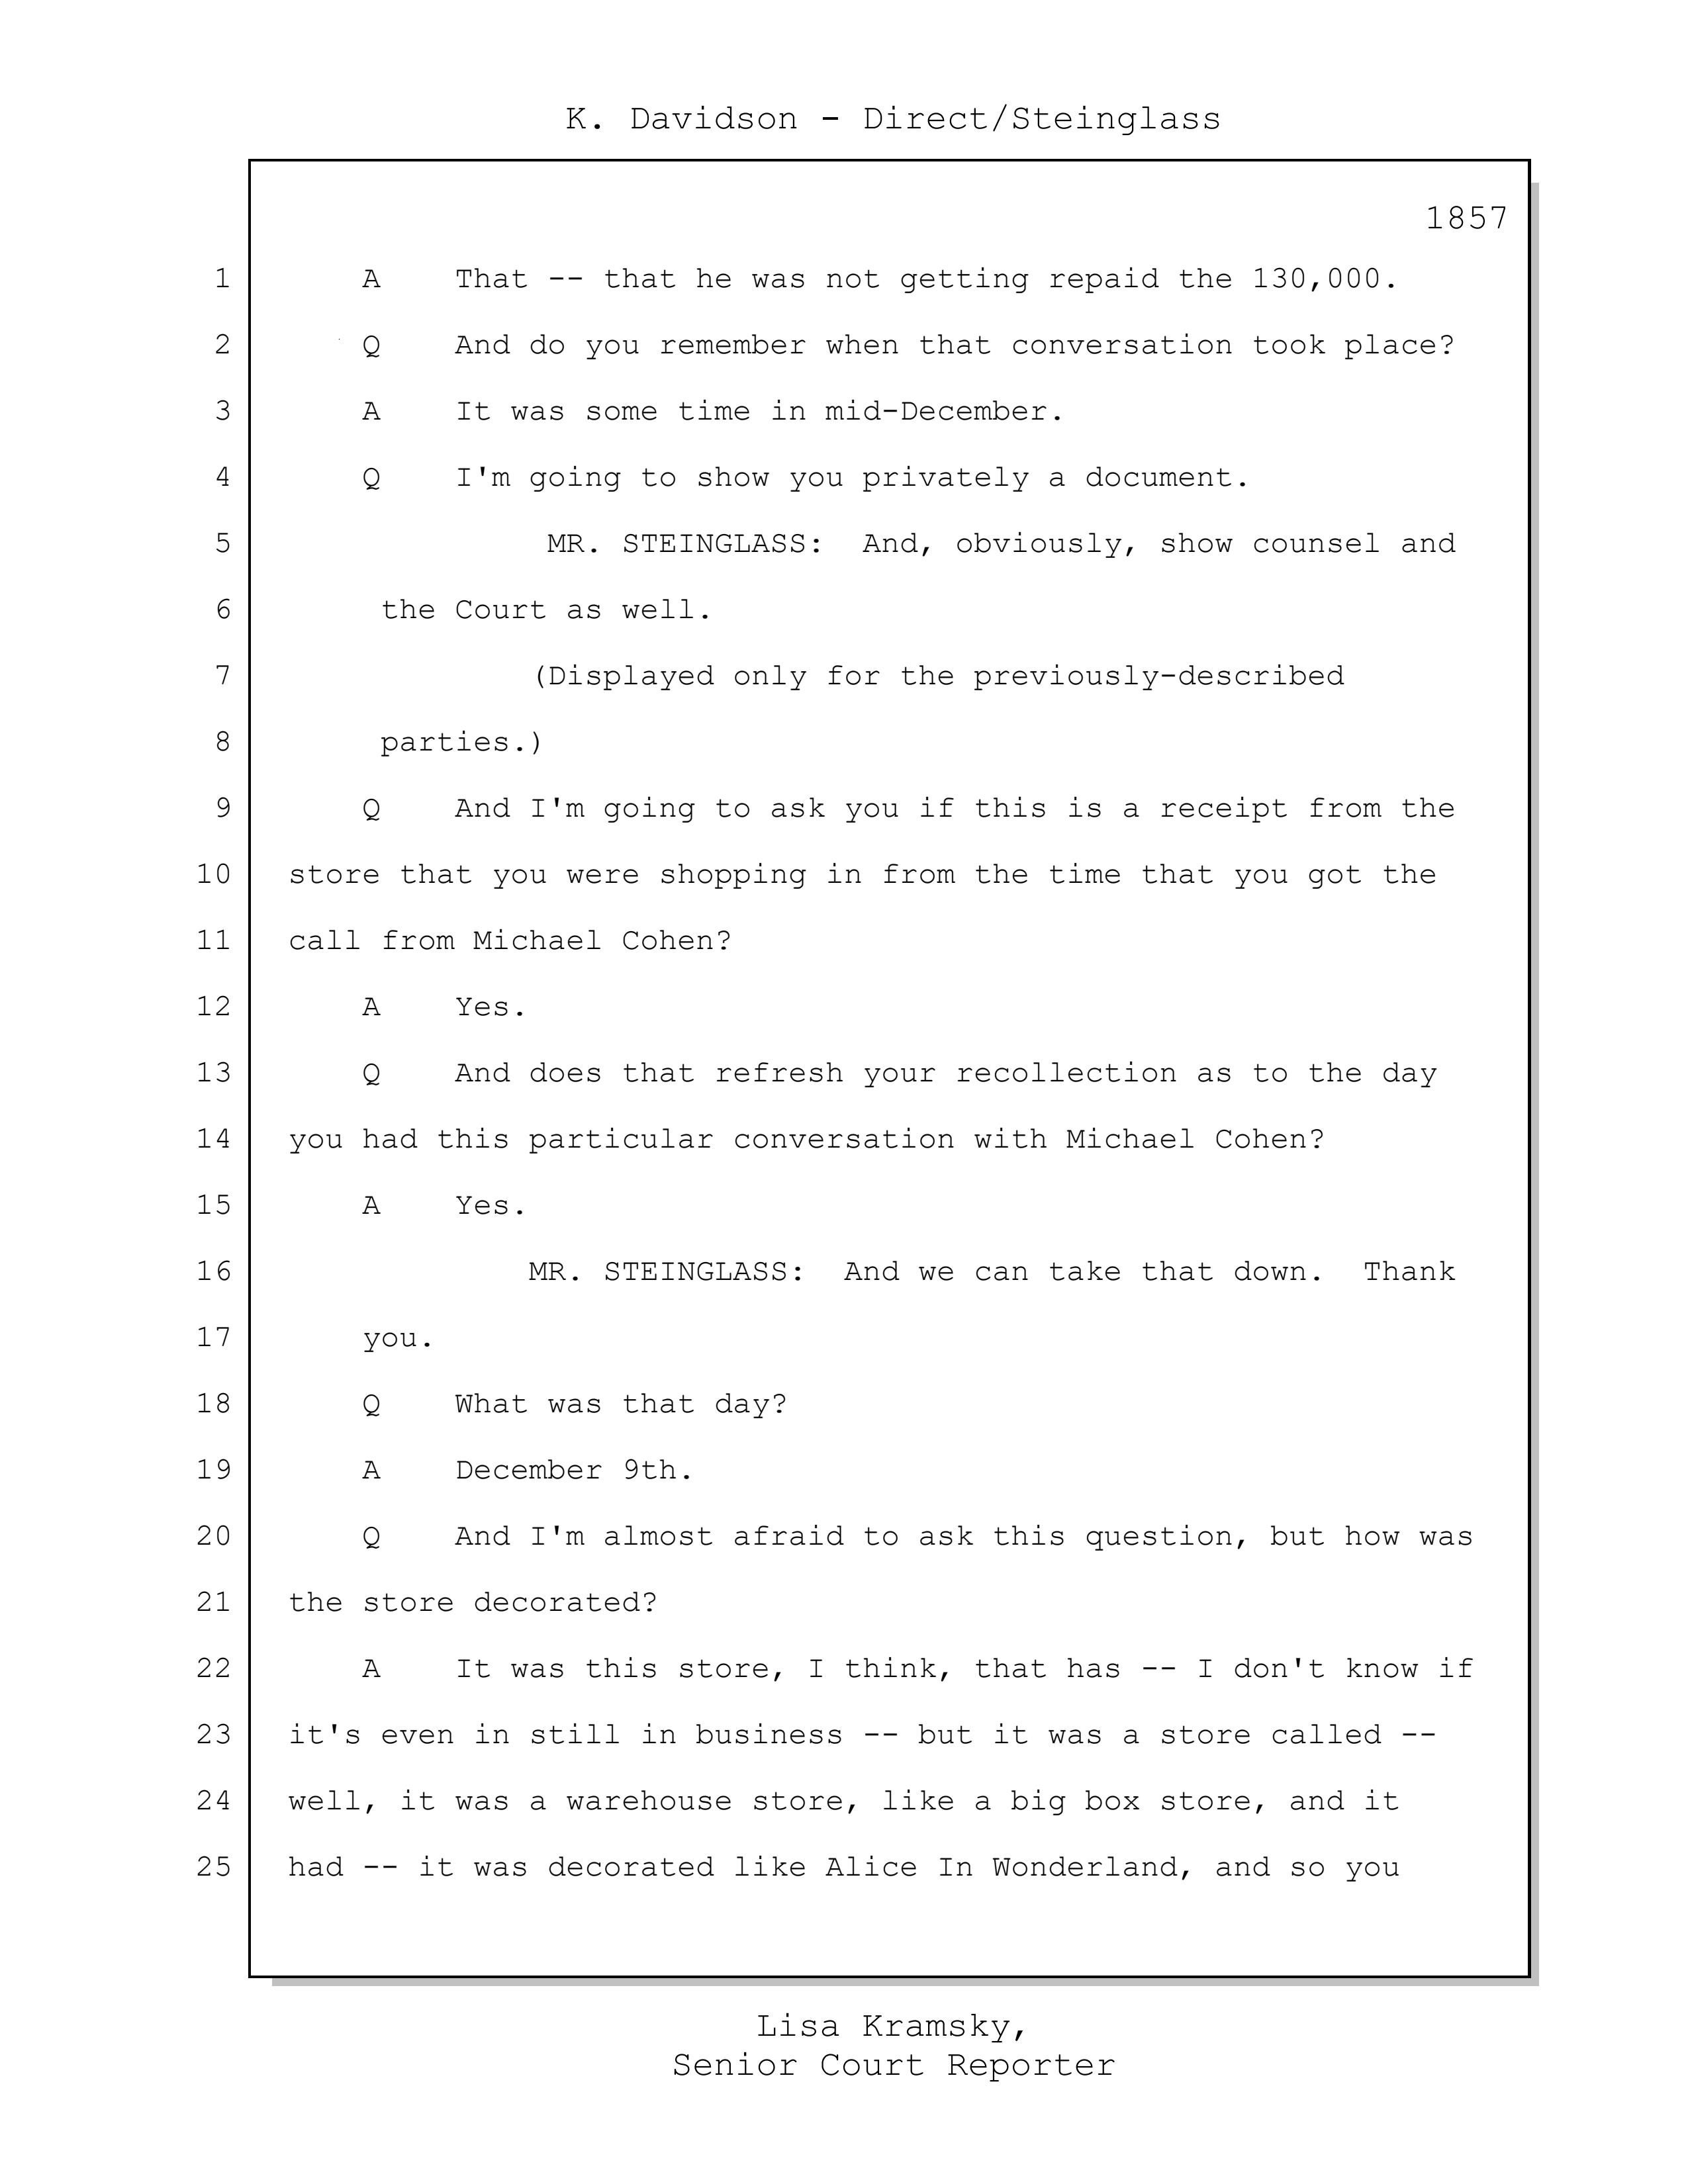 K. Davidson - Direct/Steinglass
1857
1 A That -- that he was not getting repaid the 130,000.
2 Q And do you remember when that conversation took place?
3 A It was some time in mid-December.
4 Q I'm going to show you privately a document.
5 MR. STEINGLASS: And, obviously, show counsel and
6 the Court as well.
7 (Displayed only for the previously-described
8 parties.)
9 Q And I'm going to ask you if this is a receipt from the
10 store that you were shopping in from the time that you got the
11 call from Michael Cohen?
12 A Yes.
13 Q And does that refresh your recollection as to the day
14 you had this particular conversation with Michael Cohen?
15 A Yes.
16 MR. STEINGLASS: And we can take that down. Thank
17 you.
18 Q What was that day?
19 A December 9th.
20 Q And I'm almost afraid to ask this question, but how was
21 the store decorated?
22 A It was this store, I think, that has -- I don't know if
23 it's even in still in business -- but it was a store called --
24 well, it was a warehouse store, like a big box store, and it
25 had -- it was decorated like Alice In Wonderland, and so you
Lisa Kramsky,
Senior Court Reporter